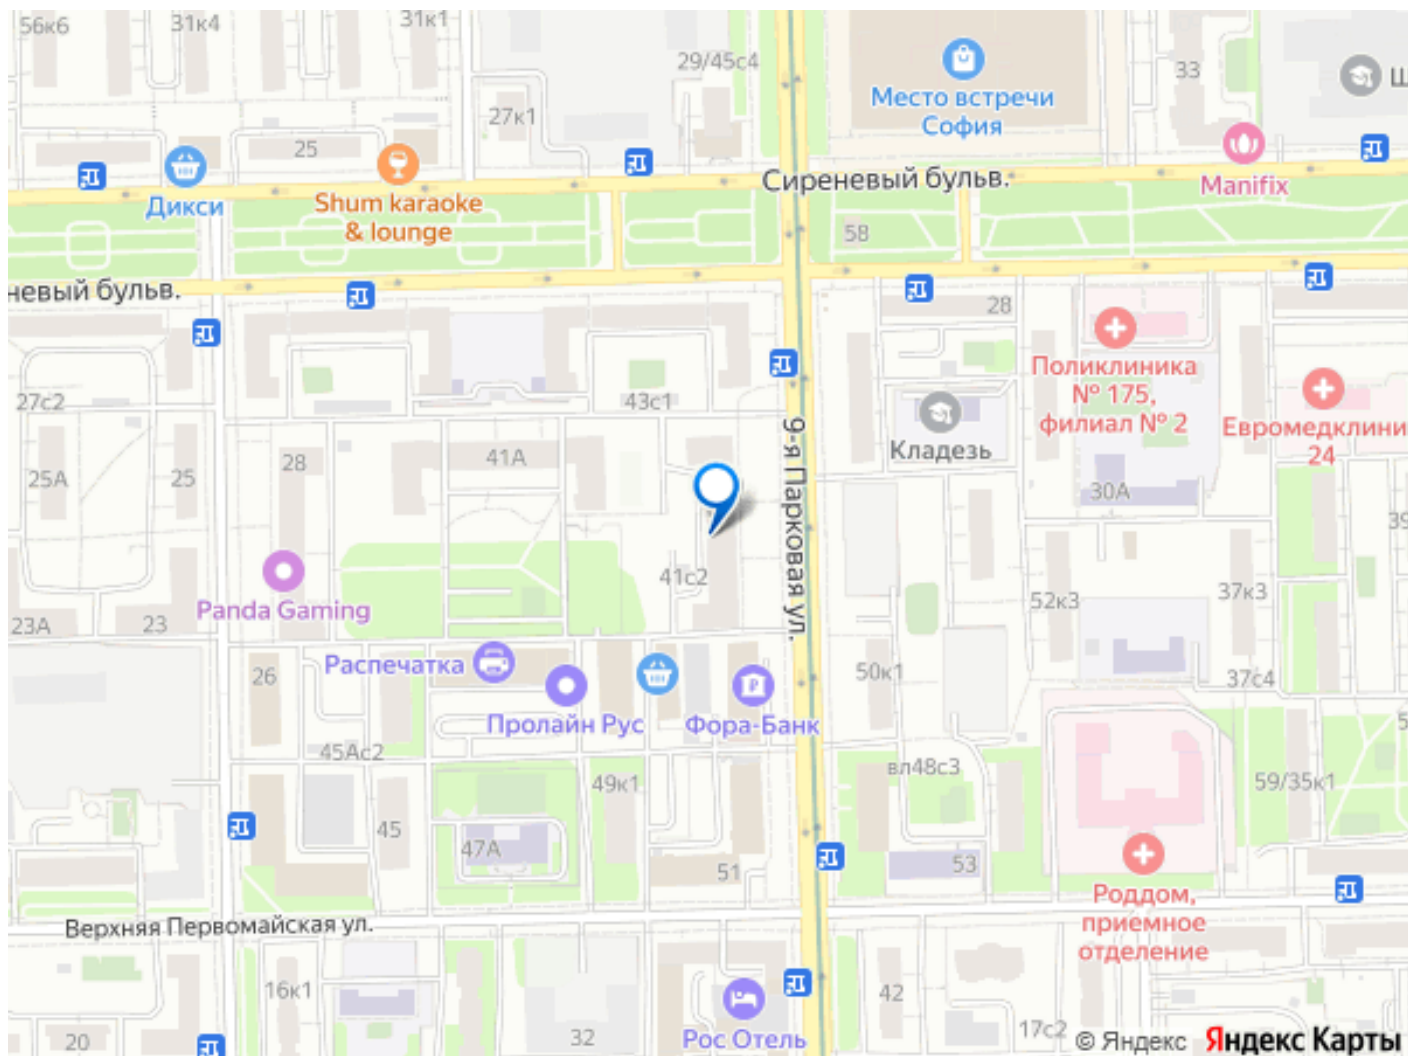 56к6
31к4
31к1
29/45с4
33
Ш
27к1
25
Место встречи
София
Дикси
Shum karaoke
& lounge
Сиреневый бульв.
Manifix
58
невый бульв.
28
27с2
43с1
Поликлиника
№ 175,
филиал № 2
Евромедклини
24
Кладезь
9-я Парковая ул.
25А
25
28
41А
30А
39
41с2
Panda Gaming
23А
23
52к3
37к3
Распечатка
26
50к1
37с4
Пролайн Рус
Фора-Банк
5
45Ас2
49к1
вл48с3
59/35к1
45
47А
51
53
Верхняя Первомайская ул.
Роддом,
приемное
отделение
16к1
42
20
32
Рос Отель
17с2
© Яндекс
Яндекс Карты